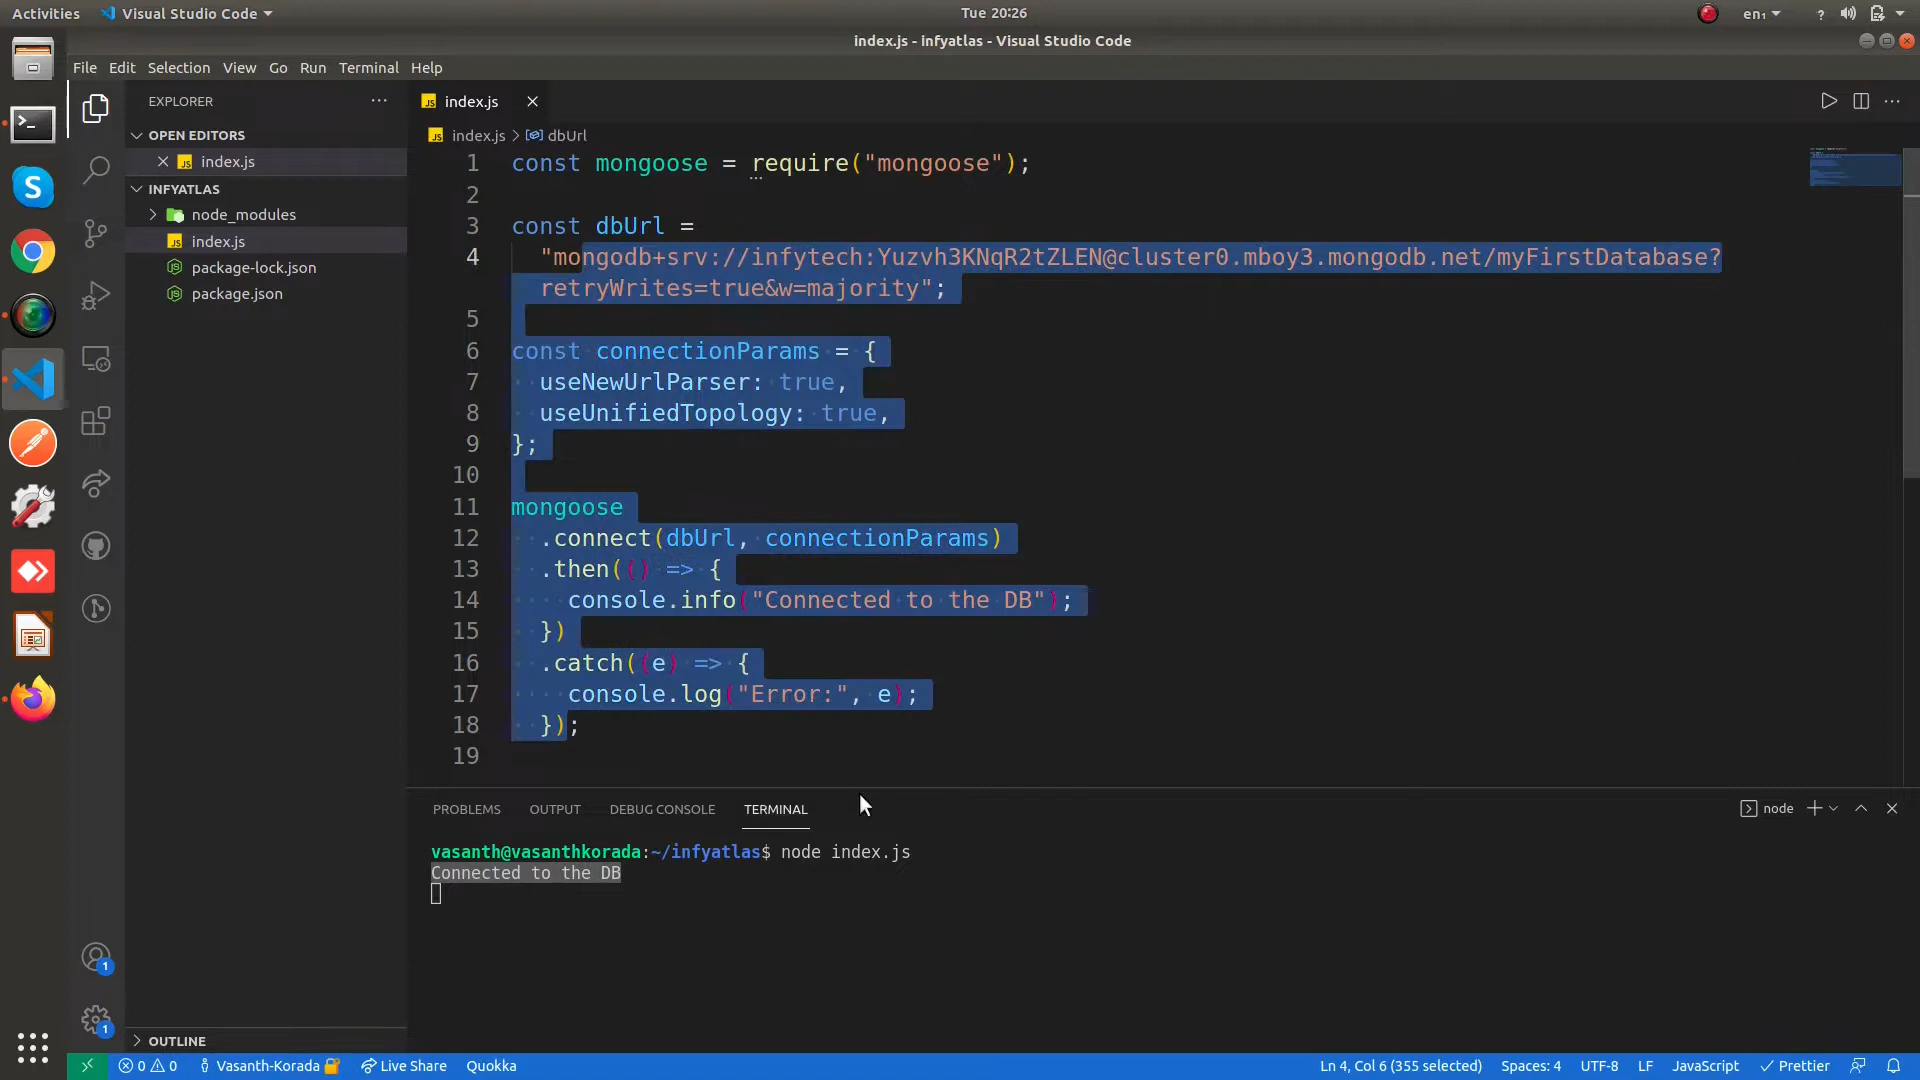 Activities Visual Studio Code Tue 20:26 en₁ ?
index.js - infyatlas - Visual Studio Code
File Edit Selection View Go Run Terminal Help
EXPLORER ···
OPEN EDITORS
JS index.js
INFYATLAS
node_modules
JS index.js
package-lock.json
package.json
OUTLINE
JS index.js
JS index.js > dbUrl
1 const mongoose = require("mongoose");
2
3 const dbUrl =
4 "mongodb+srv://infytech:Yuzvh3KNqR2tZLEN@cluster0.mboy3.mongodb.net/myFirstDatabase?
retryWrites=true&w=majority";
5
6 const connectionParams = {
7 useNewUrlParser: true,
8 useUnifiedTopology: true,
9 };
10
11 mongoose
12 .connect(dbUrl, connectionParams)
13 .then(() => {
14 console.info("Connected to the DB");
15 })
16 .catch((e) => {
17 console.log("Error:", e);
18 });
19
PROBLEMS OUTPUT DEBUG CONSOLE TERMINAL node
vasanth@vasanthkorada:~/infyatlas$ node index.js
Connected to the DB
1
1
0 0 Vasanth-Korada Live Share Quokka Ln 4, Col 6 (355 selected) Spaces: 4 UTF-8 LF JavaScript Prettier